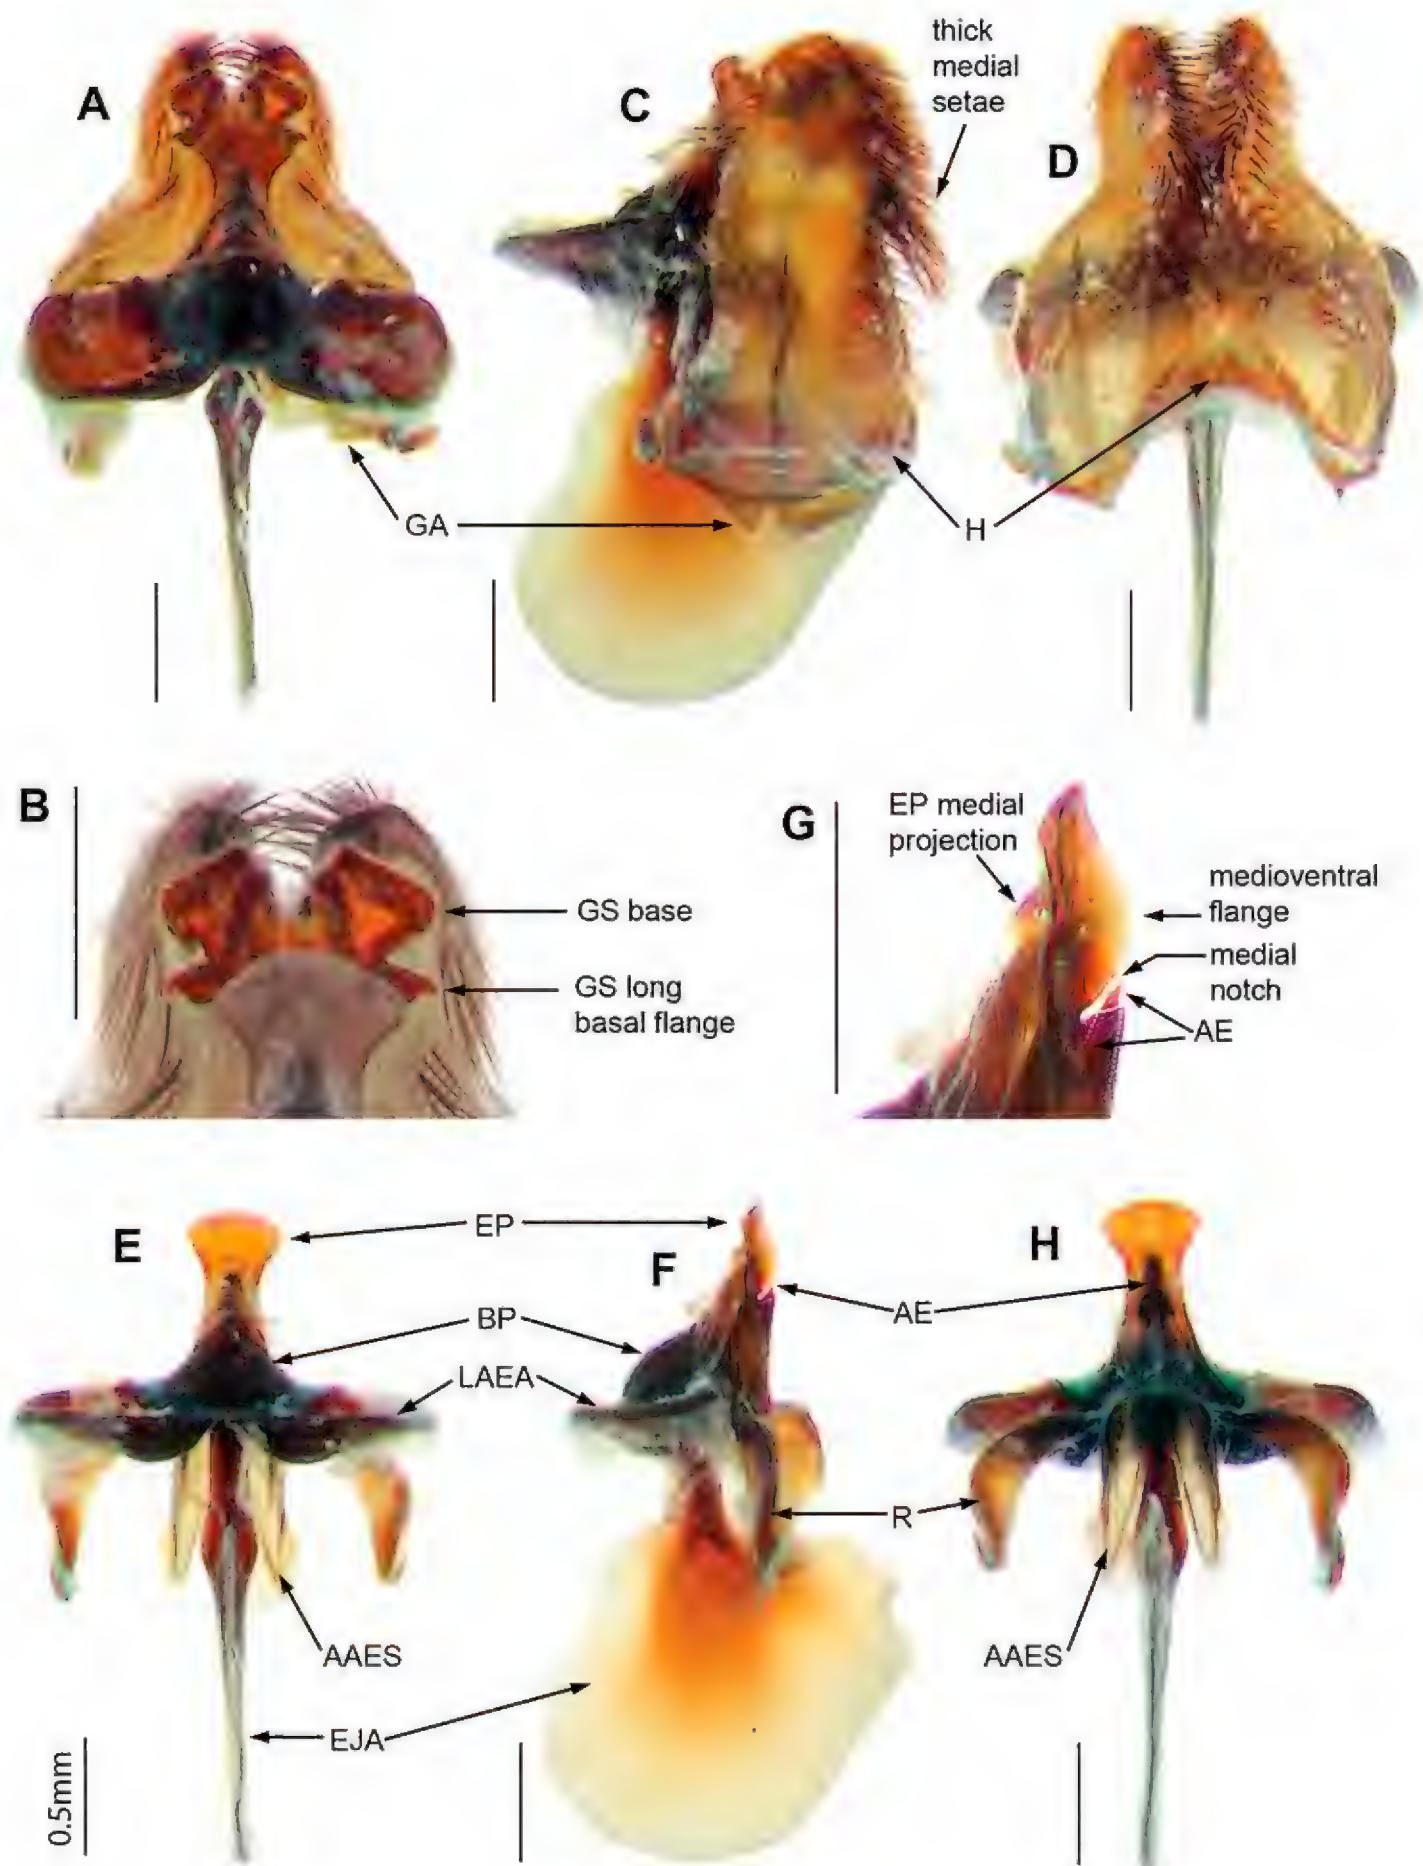 A
C
thick
medial
setae
D
GA
H
B
GS base
GS long
basal flange
G
EP medial
projection
medioventral
flange
medial
notch
AE
E
EP
F
H
BP
AE
LAEA
R
AAES
AAES
EJA
0.5mm